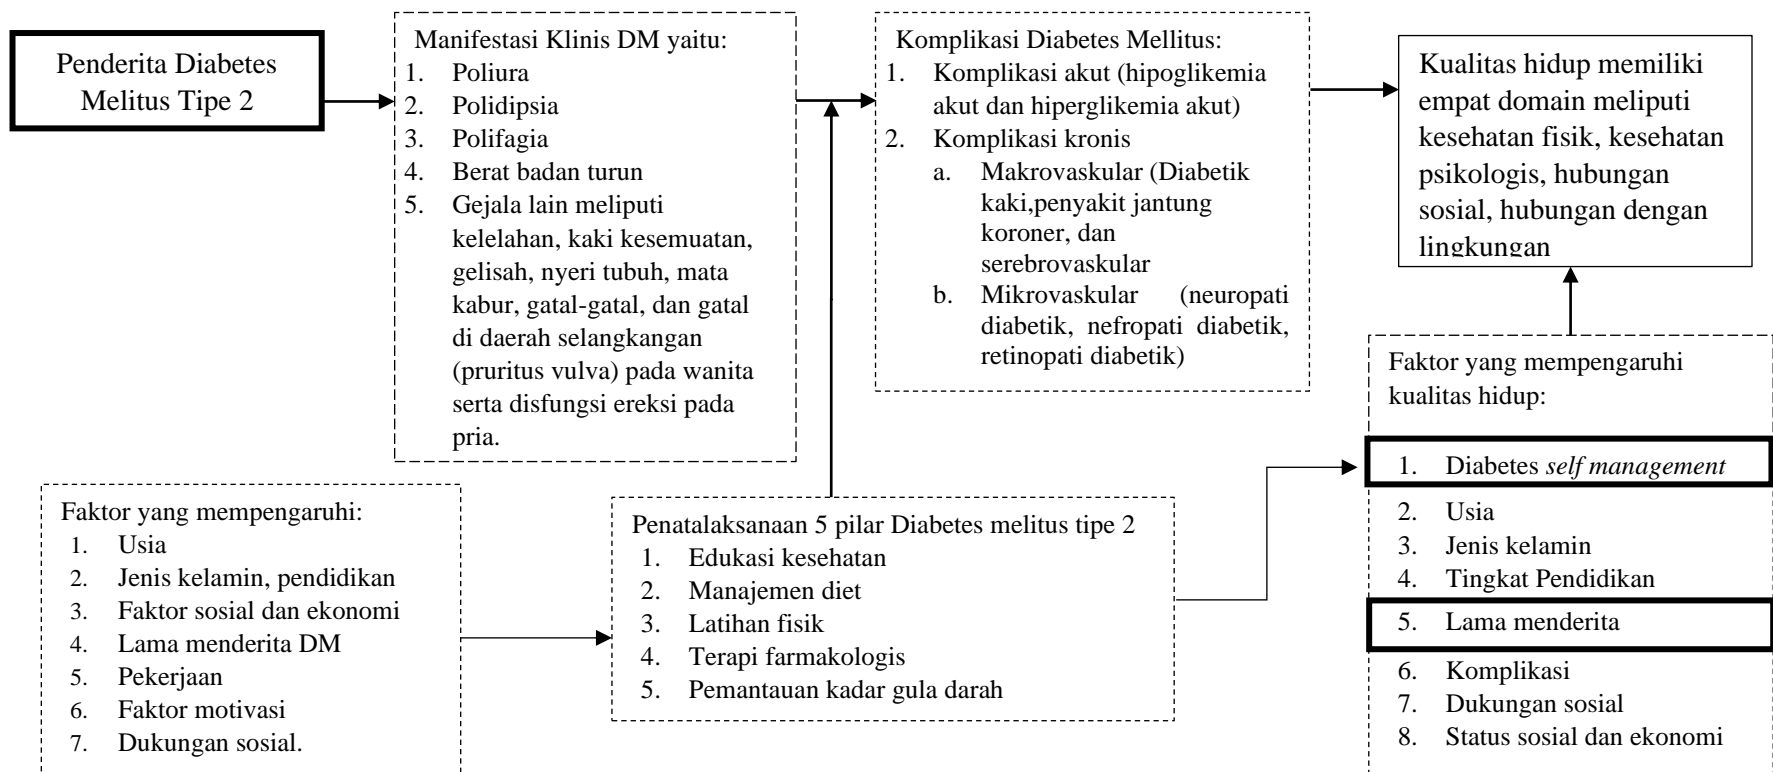 Penderita Diabetes
Melitus Tipe 2
Manifestasi Klinis DM yaitu:
1. Poliura
2. Polidipsia
3. Polifagia
4. Berat badan turun
5. Gejala lain meliputi
kelelahan, kaki kesemuatan,
gelisah, nyeri tubuh, mata
kabur, gatal-gatal, dan gatal
di daerah selangkangan
(pruritus vulva) pada wanita
serta disfungsi ereksi pada
pria.
Komplikasi Diabetes Mellitus:
1. Komplikasi akut (hipoglikemia
akut dan hiperglikemia akut)
2. Komplikasi kronis
a. Makrovaskular (Diabetik
kaki,penyakit jantung
koroner, dan
serebrovaskular
b. Mikrovaskular (neuropati
diabetik, nefropati diabetik,
retinopati diabetik)
Kualitas hidup memiliki
empat domain meliputi
kesehatan fisik, kesehatan
psikologis, hubungan
sosial, hubungan dengan
lingkungan
Faktor yang mempengaruhi:
1. Usia
2. Jenis kelamin, pendidikan
3. Faktor sosial dan ekonomi
4. Lama menderita DM
5. Pekerjaan
6. Faktor motivasi
7. Dukungan sosial.
Penatalaksanaan 5 pilar Diabetes melitus tipe 2
1. Edukasi kesehatan
2. Manajemen diet
3. Latihan fisik
4. Terapi farmakologis
5. Pemantauan kadar gula darah
Faktor yang mempengaruhi
kualitas hidup:
1. Diabetes self management
2. Usia
3. Jenis kelamin
4. Tingkat Pendidikan
5. Lama menderita
6. Komplikasi
7. Dukungan sosial
8. Status sosial dan ekonomi